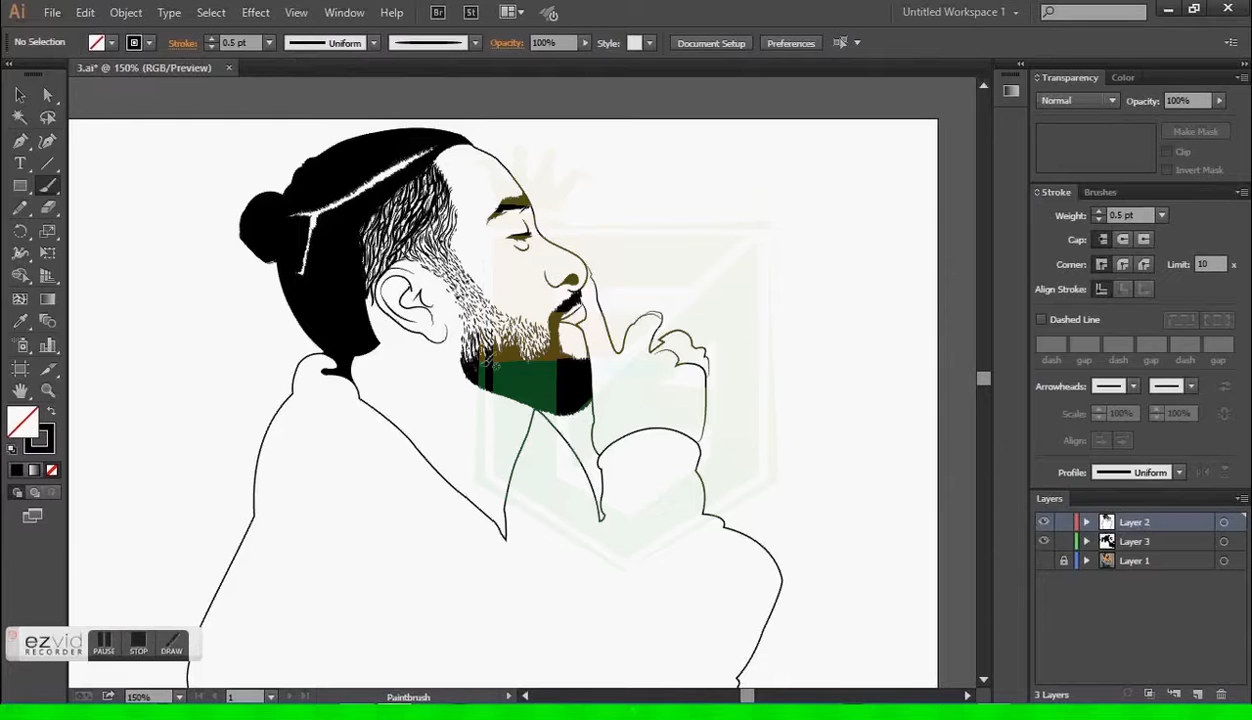 Ai File Edit Object Type Select Effect View Window Help Br St Untitled Workspace 1
No Selection Stroke: 0.5 pt Uniform Opacity: 100% Style: Document Setup Preferences
3.ai* @ 150% (RGB/Preview) ×
Transparency Color
Normal Opacity: 100%
Make Mask
Clip
Invert Mask
Stroke Brushes
Weight: 0.5 pt
Cap:
Corner: Limit: 10 x
Align Stroke:
Dashed Line
dash gap dash gap dash gap
Arrowheads:
Scale: 100% 100%
Align:
Profile: Uniform
Layers
Layer 2
Layer 3
Layer 1
3 Layers
ezvid
RECORDER
PAUSE STOP DRAW
150% 1 Paintbrush